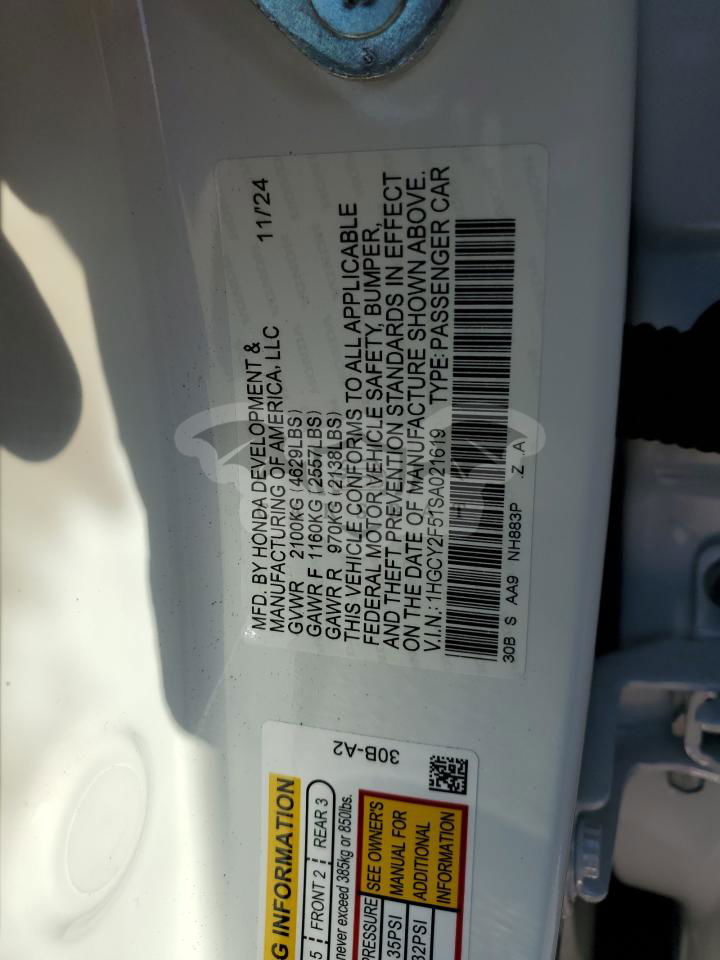 MFD. BY HONDA DEVELOPMENT &
MANUFACTURING OF AMERICA, LLC 11/'24
GVWR 2100KG (4629LBS)
GAWR F 1160KG (2557LBS)
GAWR R 970KG (2138LBS)
THIS VEHICLE CONFORMS TO ALL APPLICABLE
FEDERAL MOTOR VEHICLE SAFETY, BUMPER,
AND THEFT PREVENTION STANDARDS IN EFFECT
ON THE DATE OF MANUFACTURE SHOWN ABOVE.
V.I.N.: 1HGCY2F51SA021619 TYPE: PASSENGER CAR
30B S AA9 NH883P .Z .A
G INFORMATION 30B-A2
5 FRONT 2 REAR 3
never exceed 385kg or 850lbs.
PRESSURE SEE OWNER'S
35PSI MANUAL FOR
32PSI ADDITIONAL
INFORMATION